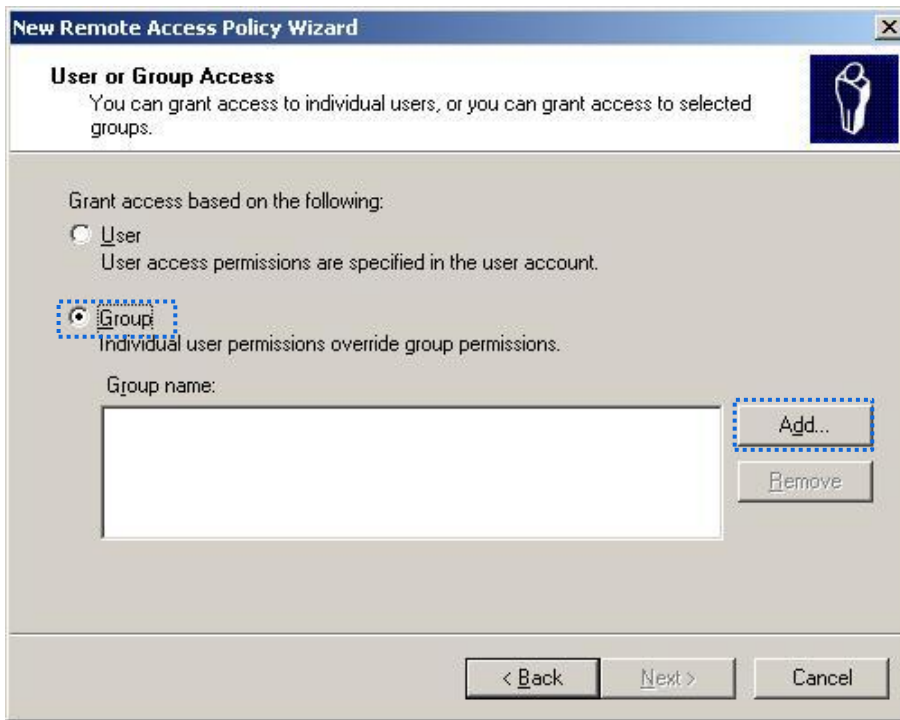 New Remote Access Policy Wizard
User or Group Access
You can grant access to individual users, or you can grant access to selected
groups.
Grant access based on the following:
User
User access permissions are specified in the user account.
Group
Individual user permissions override group permissions.
Group name:
Add...
Remove
< Back
Next >
Cancel